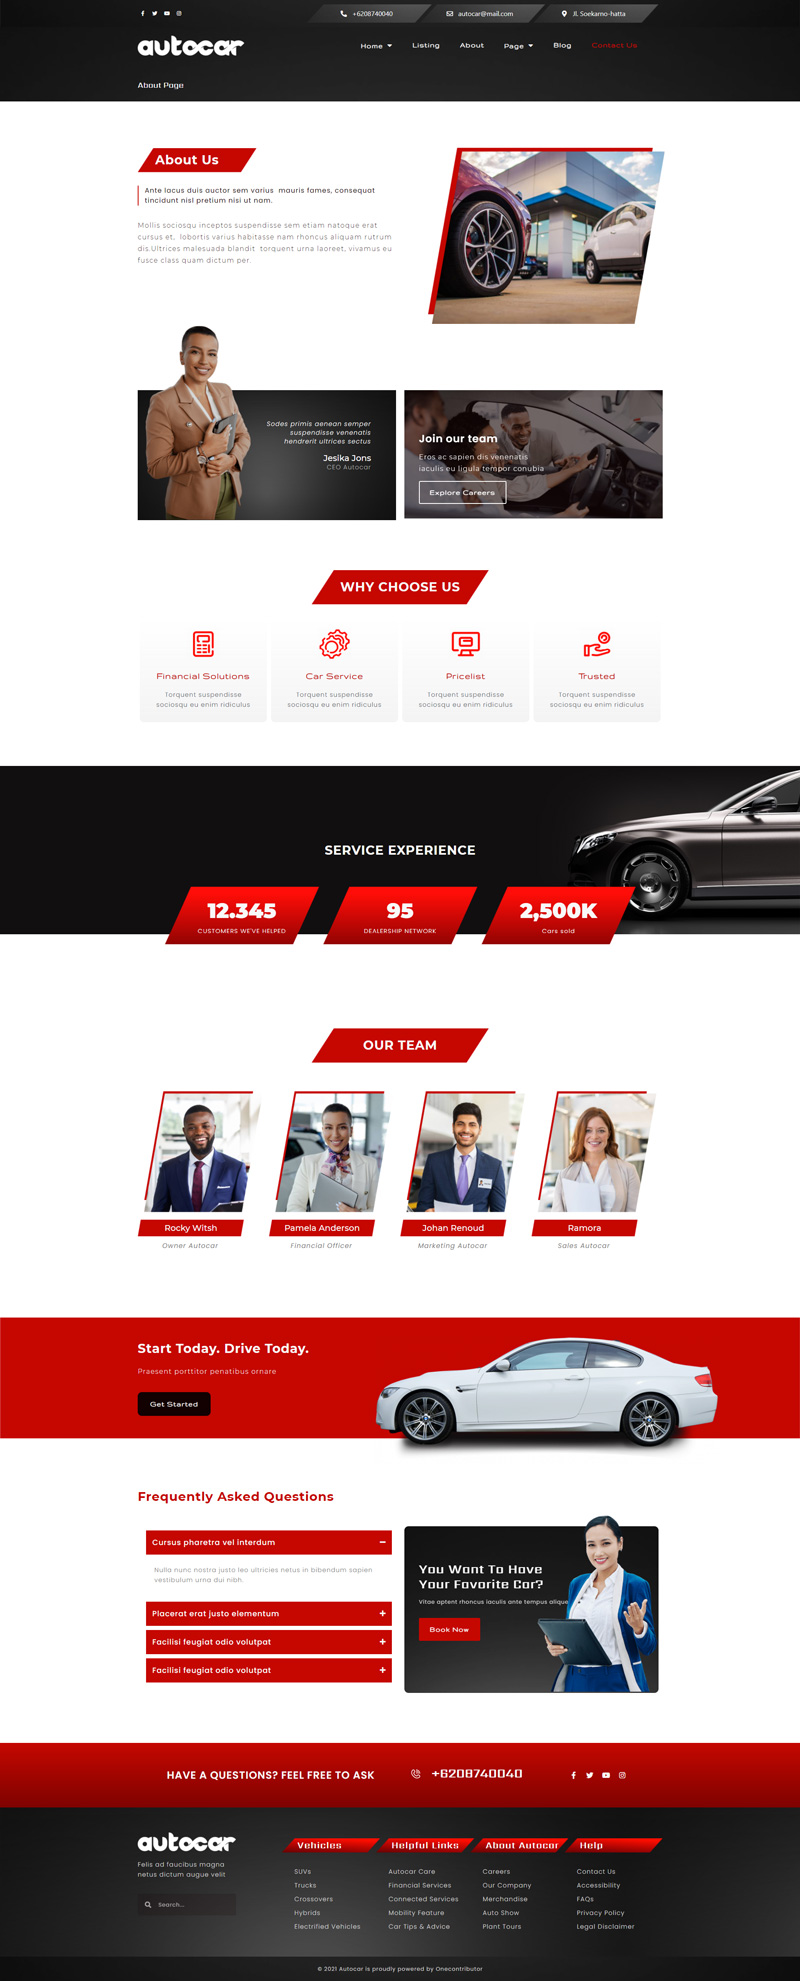 +6208740040
autocar@mail.com
Jl. Soekarno-hatta
autocar
Home
Listing
About
Page
Blog
Contact Us
About Page
About Us
Ante lacus duis auctor sem varius mauris fames, consequat
tincidunt nisl pretium nisi ut nam.
Mollis sociosqu inceptos suspendisse sem etiam natoque erat
cursus et, lobortis varius habitasse nam rhoncus aliquam rutrum
dis.Ultrices malesuada blandit torquent urna laoreet, vivamus eu
fusce class quam dictum per.
Sodes primis aenean semper
suspendisse venenatis
hendrerit ultrices sectus
Jesika Jons
CEO Autocar
Join our team
Eros ac sapien dis venenatis
iaculis eu ligula tempor conubia
Explore Careers
WHY CHOOSE US
Financial Solutions
Torquent suspendisse
sociosqu eu enim ridiculus
Car Service
Torquent suspendisse
sociosqu eu enim ridiculus
Pricelist
Torquent suspendisse
sociosqu eu enim ridiculus
Trusted
Torquent suspendisse
sociosqu eu enim ridiculus
SERVICE EXPERIENCE
12.345
CUSTOMERS WE'VE HELPED
95
DEALERSHIP NETWORK
2,500K
Cars sold
OUR TEAM
Rocky Witsh
Owner Autocar
Pamela Anderson
Financial Officer
Johan Renoud
Marketing Autocar
Ramora
Sales Autocar
Start Today. Drive Today.
Praesent porttitor penatibus ornare
Get Started
Frequently Asked Questions
Cursus pharetra vel interdum
Nulla nunc nostra justo leo ultricies netus in bibendum sapien
vestibulum urna dui nibh.
Placerat erat justo elementum
Facilisi feugiat odio volutpat
Facilisi feugiat odio volutpat
You Want To Have
Your Favorite Car?
Vitae aptent rhoncus iaculis ante tempus alique
Book Now
HAVE A QUESTIONS? FEEL FREE TO ASK
+6208740040
autocar
Felis ad faucibus magna
netus dictum augue velit
Search...
Vehicles
SUVs
Trucks
Crossovers
Hybrids
Electrified Vehicles
Helpful Links
Autocar Care
Financial Services
Connected Services
Mobility Feature
Car Tips & Advice
About Autocar
Careers
Our Company
Merchandise
Auto Show
Plant Tours
Help
Contact Us
Accessibility
FAQs
Privacy Policy
Legal Disclaimer
© 2021 Autocar is proudly powered by Onecontributor